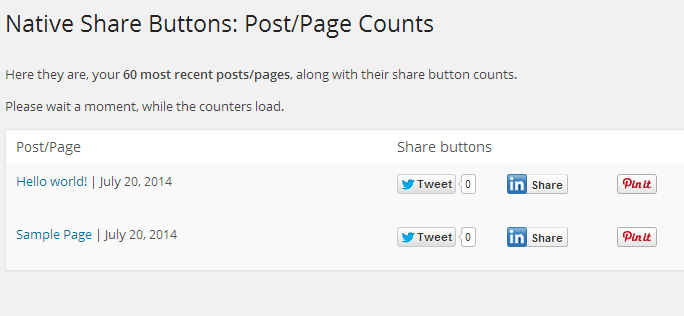 Native Share Buttons: Post/Page Counts
Here they are, your 60 most recent posts/pages, along with their share button counts.
Please wait a moment, while the counters load.
Post/Page Share buttons
Hello world! | July 20, 2014 Tweet 0 in Share Pin it
Sample Page | July 20, 2014 Tweet 0 in Share Pin it